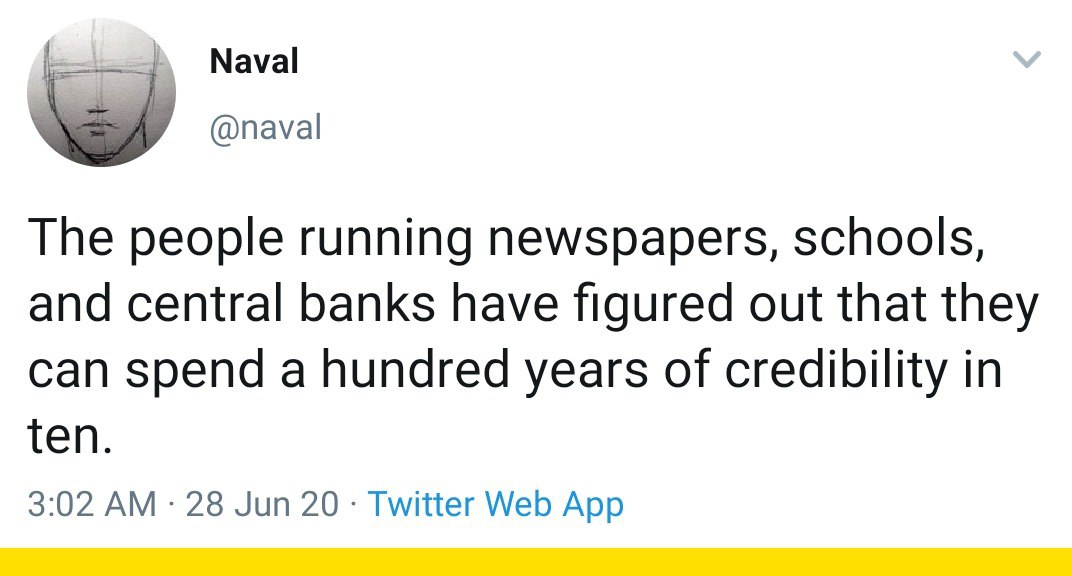 Naval
@naval
The people running newspapers, schools,
and central banks have figured out that they
can spend a hundred years of credibility in
ten.
3:02 AM · 28 Jun 20 · Twitter Web App